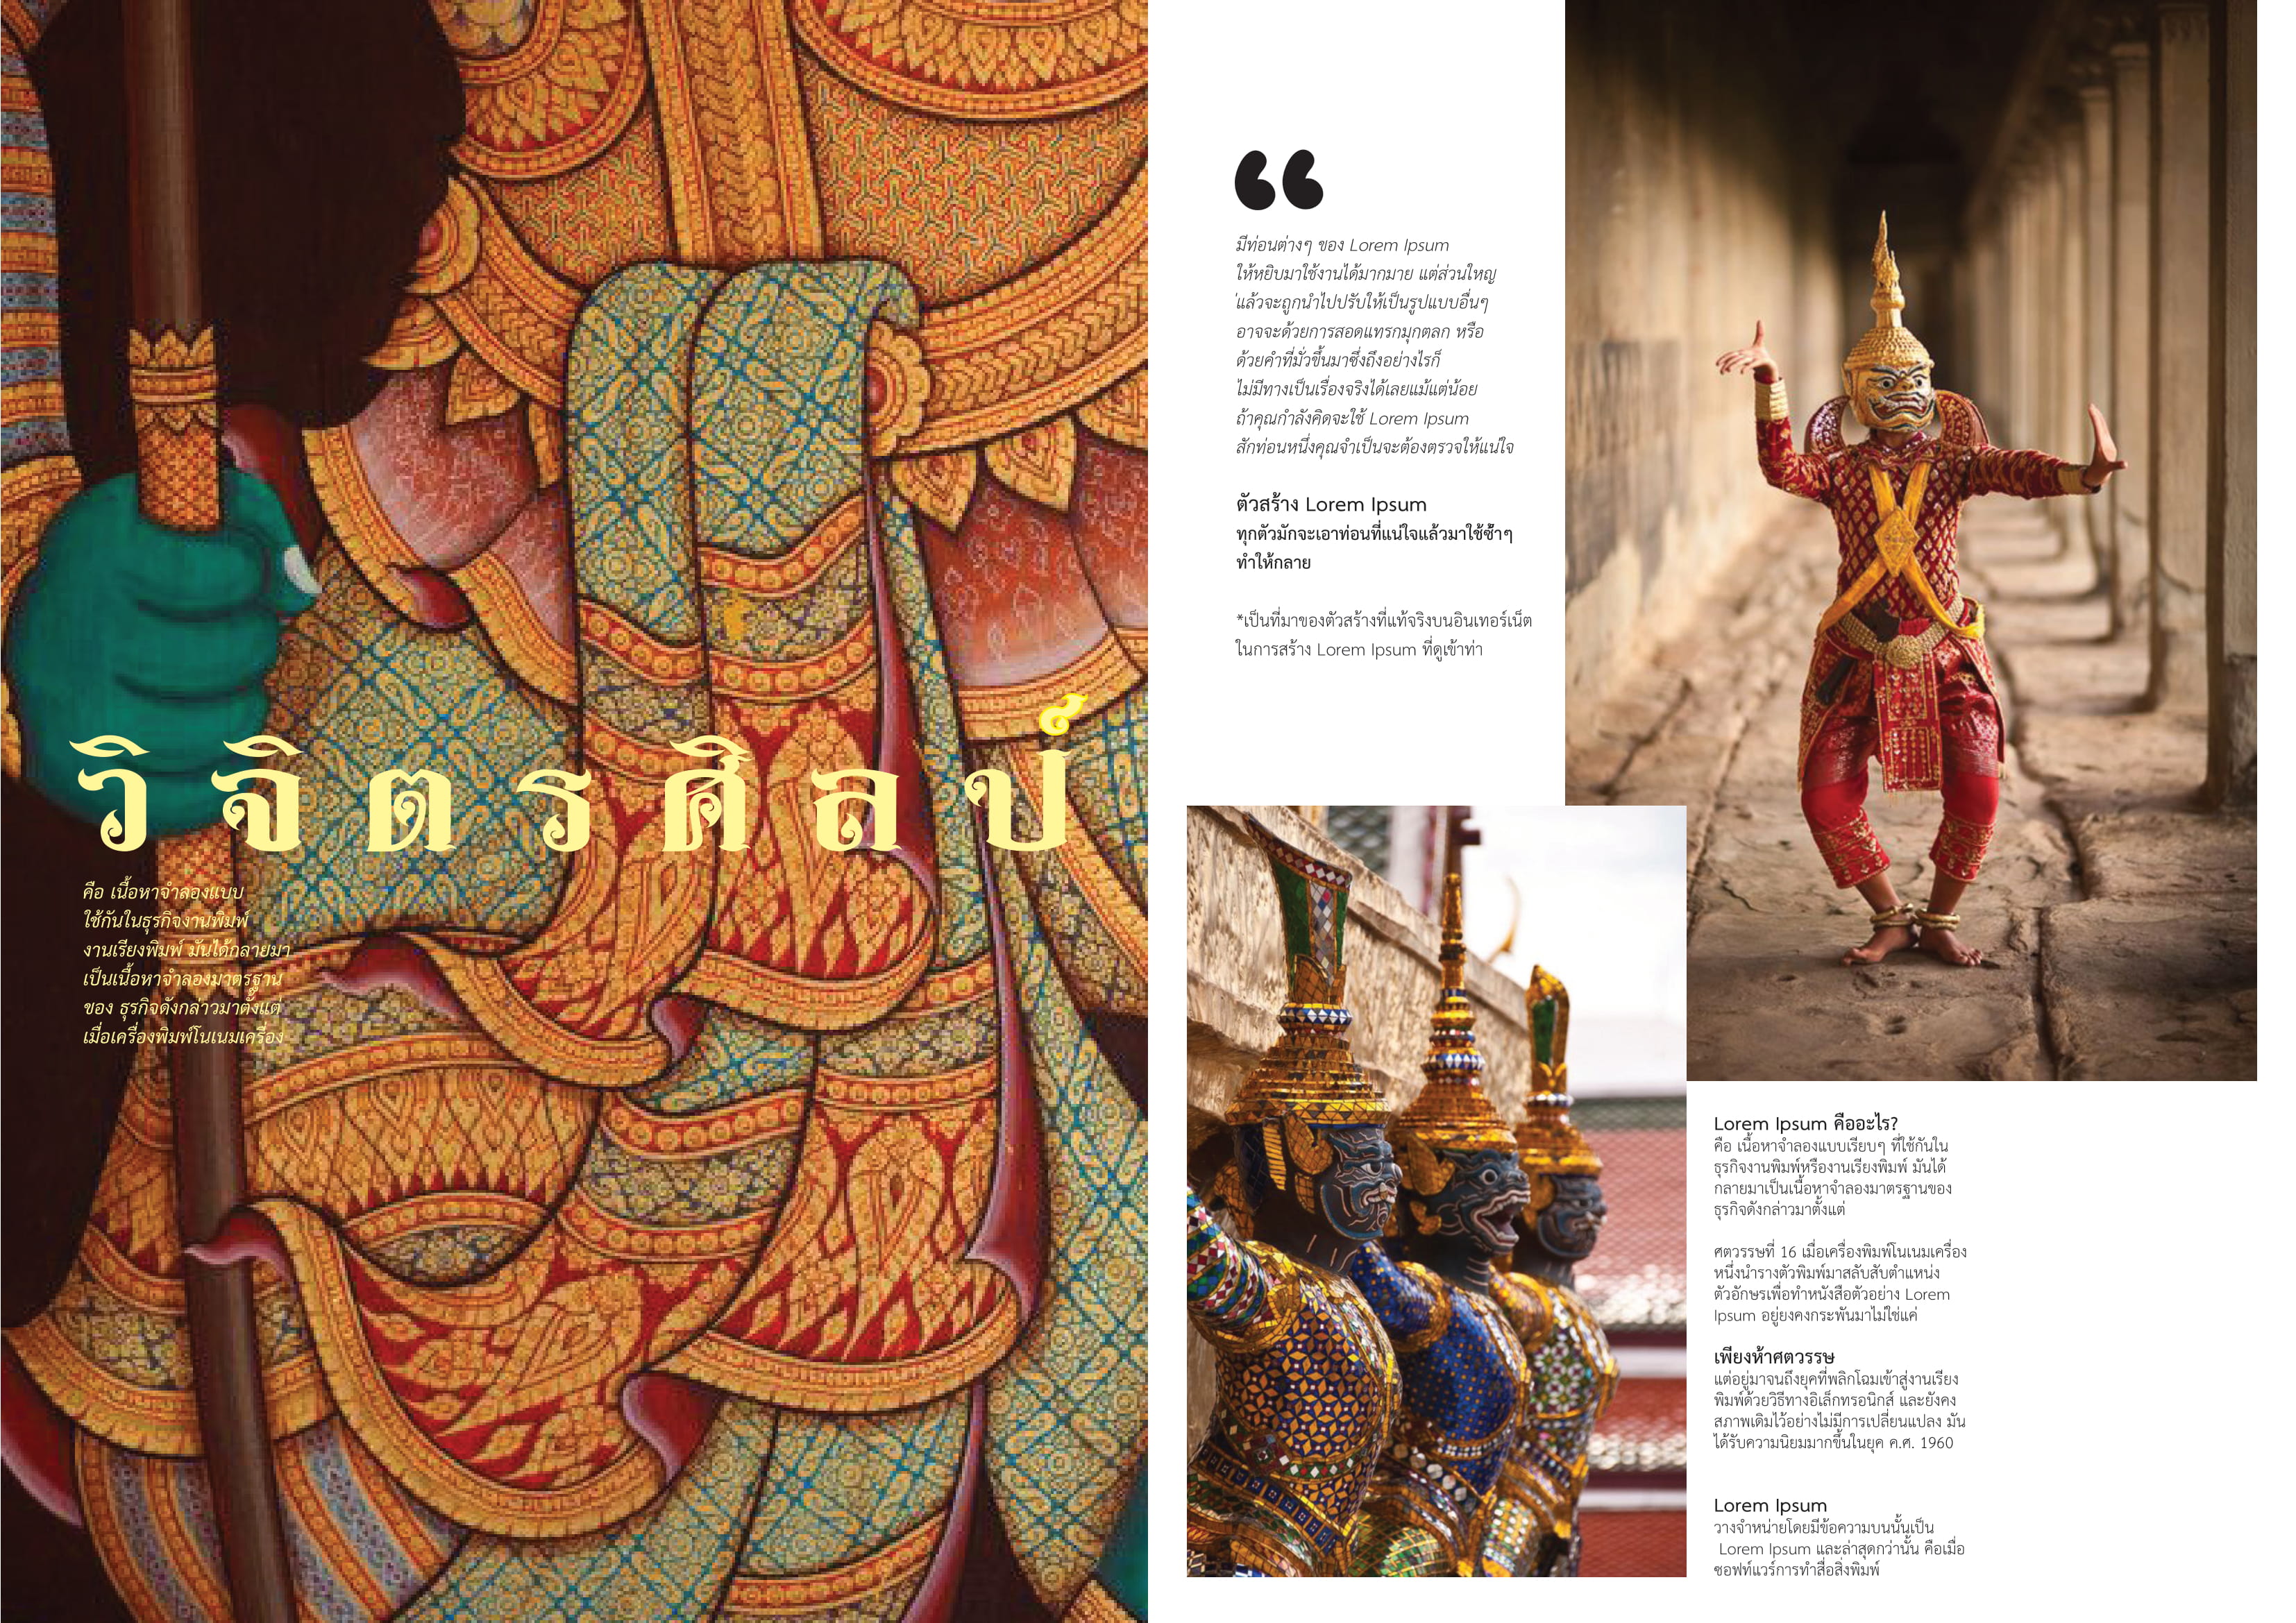 วิจิตรศิลป์
คือ เนื้อหาจำลองแบบ
ใช้กันในธุรกิจงานพิมพ์
งานเรียงพิมพ์ มันได้กลายมา
เป็นเนื้อหาจำลองมาตรฐาน
ของ ธุรกิจดังกล่าวมาตั้งแต่
เมื่อเครื่องพิมพ์โนเนมเครื่อง
“
มีท่อนต่างๆ ของ Lorem Ipsum
ให้หยิบมาใช้งานได้มากมาย แต่ส่วนใหญ
่แล้วจะถูกนำไปปรับให้เป็นรูปแบบอื่นๆ
อาจจะด้วยการสอดแทรกมุกตลก หรือ
ด้วยคำที่มั่วขึ้นมาซึ่งถึงอย่างไรก็
ไม่มีทางเป็นเรื่องจริงได้เลยแม้แต่น้อย
ถ้าคุณกำลังคิดจะใช้ Lorem Ipsum
สักท่อนหนึ่งคุณจำเป็นจะต้องตรวจให้แน่ใจ
ตัวสร้าง Lorem Ipsum
ทุกตัวมักจะเอาท่อนที่แน่ใจแล้วมาใช้ซ้ำๆ
ทำให้กลาย
*เป็นที่มาของตัวสร้างที่แท้จริงบนอินเทอร์เน็ต
ในการสร้าง Lorem Ipsum ที่ดูเข้าท่า
Lorem Ipsum คืออะไร?
คือ เนื้อหาจำลองแบบเรียบๆ ที่ใช้กันใน
ธุรกิจงานพิมพ์หรืองานเรียงพิมพ์ มันได้
กลายมาเป็นเนื้อหาจำลองมาตรฐานของ
ธุรกิจดังกล่าวมาตั้งแต่
ศตวรรษที่ 16 เมื่อเครื่องพิมพ์โนเนมเครื่อง
หนึ่งนำรางตัวพิมพ์มาสลับสับตำแหน่ง
ตัวอักษรเพื่อทำหนังสือตัวอย่าง Lorem
Ipsum อยู่ยงคงกระพันมาไม่ใช่แค่
เพียงห้าศตวรรษ
แต่อยู่มาจนถึงยุคที่พลิกโฉมเข้าสู่งานเรียง
พิมพ์ด้วยวิธีทางอิเล็กทรอนิกส์ และยังคง
สภาพเดิมไว้อย่างไม่มีการเปลี่ยนแปลง มัน
ได้รับความนิยมมากขึ้นในยุค ค.ศ. 1960
Lorem Ipsum
วางจำหน่ายโดยมีข้อความบนนั้นเป็น
Lorem Ipsum และล่าสุดกว่านั้น คือเมื่อ
ซอฟท์แวร์การทำสื่อสิ่งพิมพ์